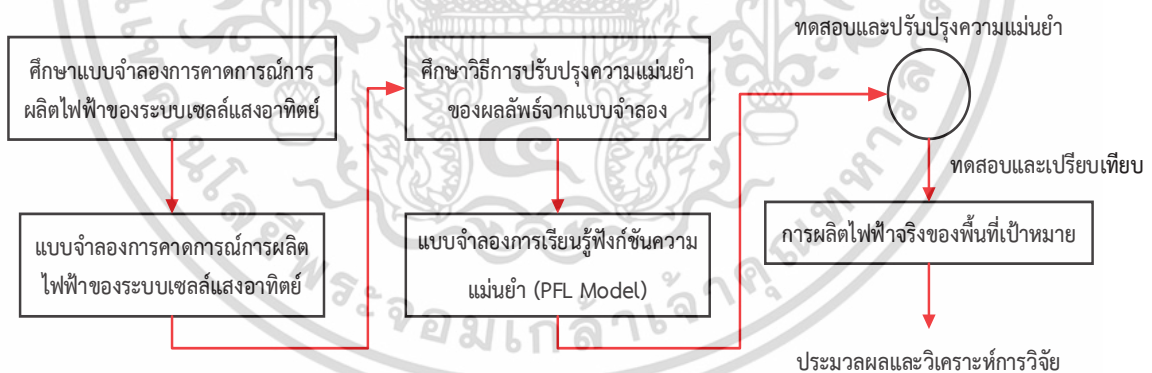 ศึกษาแบบจำลองการคาดการณ์การ
ผลิตไฟฟ้าของระบบเซลล์แสงอาทิตย์
แบบจำลองการคาดการณ์การผลิต
ไฟฟ้าของระบบเซลล์แสงอาทิตย์
ศึกษาวิธีการปรับปรุงความแม่นยำ
ของผลลัพธ์จากแบบจำลอง
แบบจำลองการเรียนรู้ฟังก์ชันความ
แม่นยำ (PFL Model)
ทดสอบและปรับปรุงความแม่นยำ
ทดสอบและเปรียบเทียบ
การผลิตไฟฟ้าจริงของพื้นที่เป้าหมาย
ประมวลผลและวิเคราะห์การวิจัย